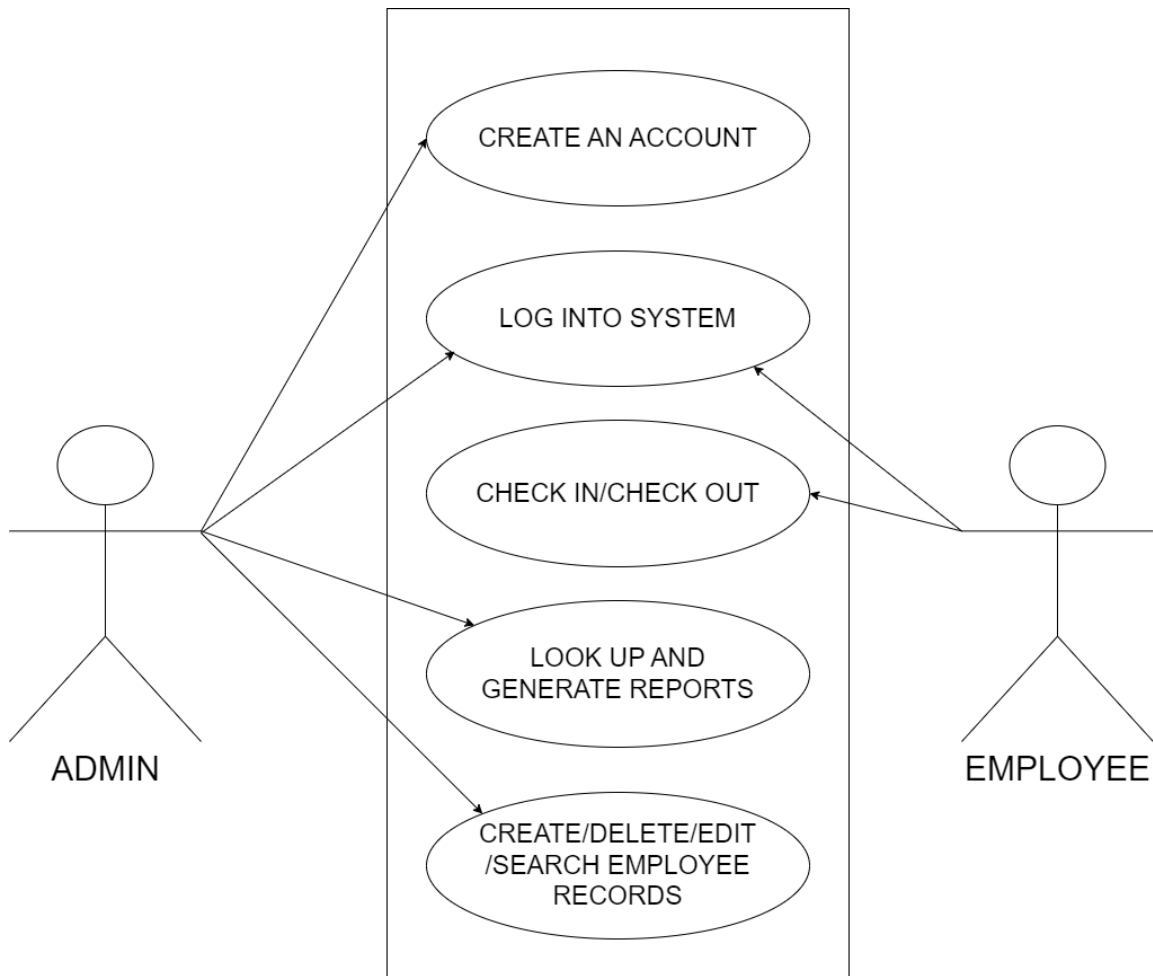 CREATE AN ACCOUNT
LOG INTO SYSTEM
CHECK IN/CHECK OUT
LOOK UP AND
GENERATE REPORTS
ADMIN
EMPLOYEE
CREATE/DELETE/EDIT
/SEARCH EMPLOYEE
RECORDS